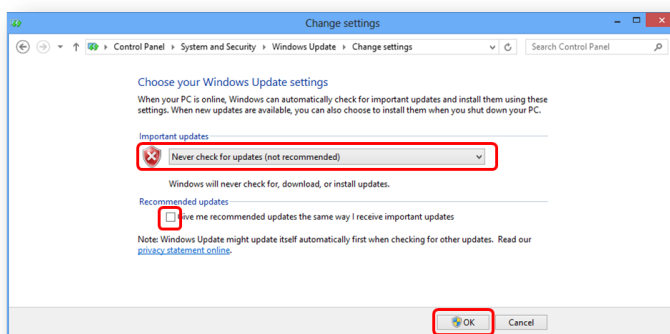 Change settings
Control Panel ▸ System and Security ▸ Windows Update ▸ Change settings
Search Control Panel
Choose your Windows Update settings
When your PC is online, Windows can automatically check for important updates and install them using these
settings. When new updates are available, you can also choose to install them when you shut down your PC.
Important updates
Never check for updates (not recommended)
Windows will never check for, download, or install updates.
Recommended updates
Give me recommended updates the same way I receive important updates
Note: Windows Update might update itself automatically first when checking for other updates. Read our
privacy statement online.
OK
Cancel